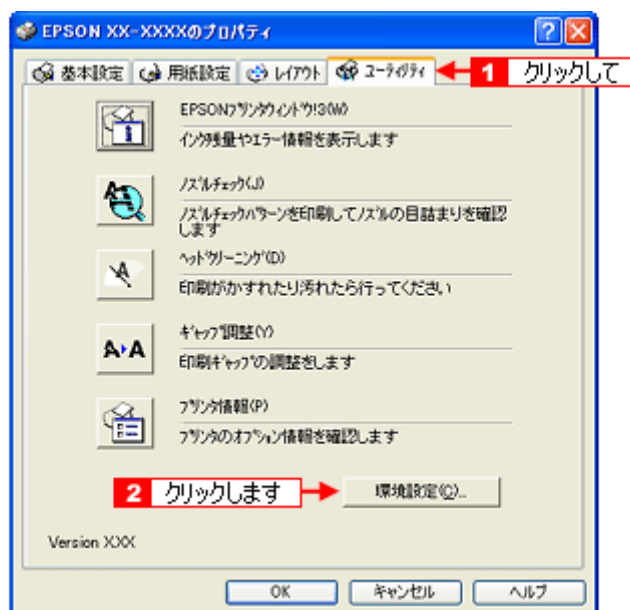 EPSON XX-XXXXのプロパティ
基本設定 用紙設定 レイアウト ユーティリティ 1 クリックして
EPSONプリンタウィンドウ!3(W)
インク残量やエラー情報を表示します
ノズルチェック(J)
ノズルチェックパターンを印刷してノズルの目詰まりを確認
します
ヘッドクリーニング(D)
印刷がかすれたり汚れたら行ってください
ギャップ調整(Y)
A▸A
印刷ギャップの調整をします
プリンタ情報(P)
プリンタのオプション情報を確認します
2 クリックします 環境設定(C)...
Version XXX
OK キャンセル ヘルプ